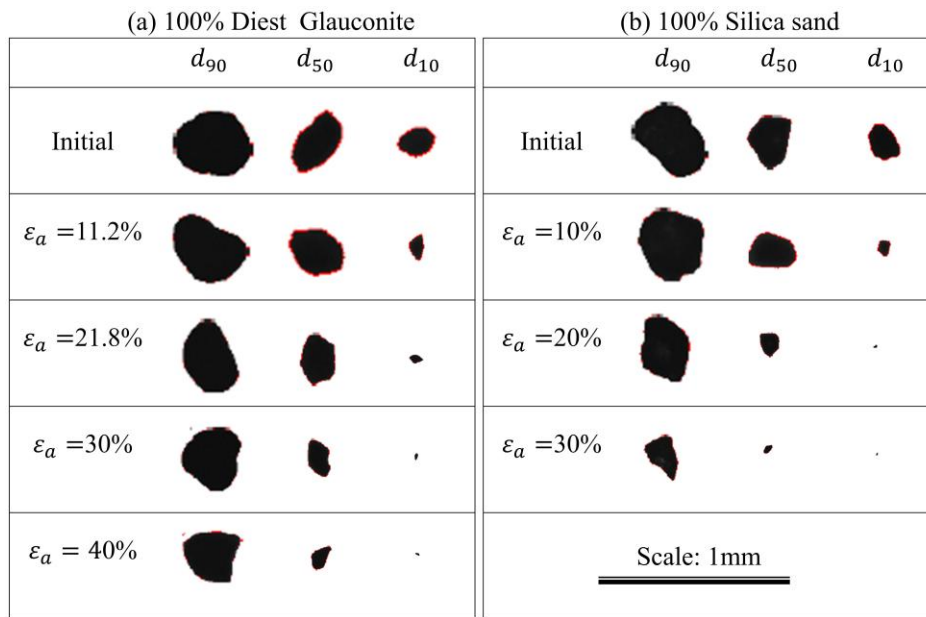 (a) 100% Diest Glauconite
d₉₀ d₅₀ d₁₀
Initial
εₐ =11.2%
εₐ =21.8%
εₐ =30%
εₐ = 40%
(b) 100% Silica sand
d₉₀ d₅₀ d₁₀
Initial
εₐ =10%
εₐ =20%
εₐ =30%
Scale: 1mm